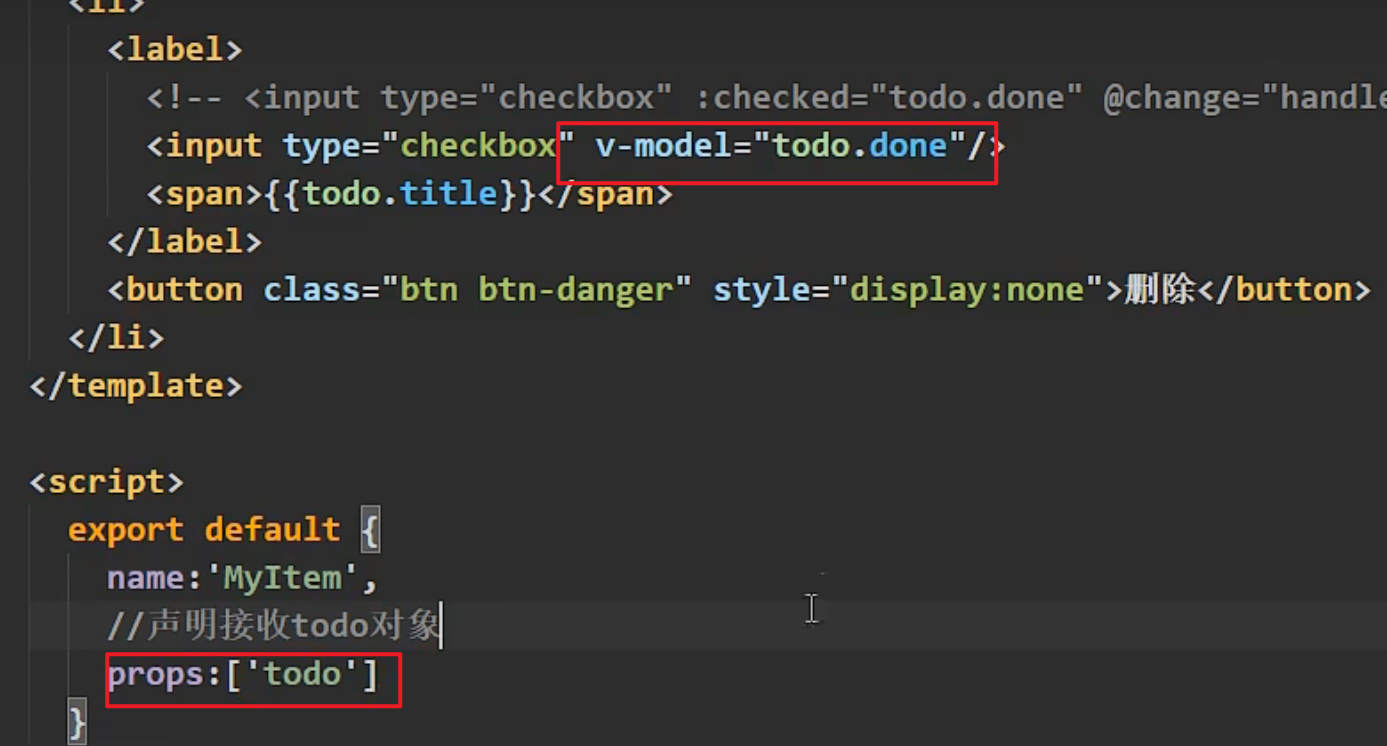 <li>
<label>
<!-- <input type="checkbox" :checked="todo.done" @change="handle
<input type="checkbox" v-model="todo.done"/>
<span>{{todo.title}}</span>
</label>
<button class="btn btn-danger" style="display:none">删除</button>
</li>
</template>
<script>
export default {
name:'MyItem',
//声明接收todo对象
props:['todo']
}